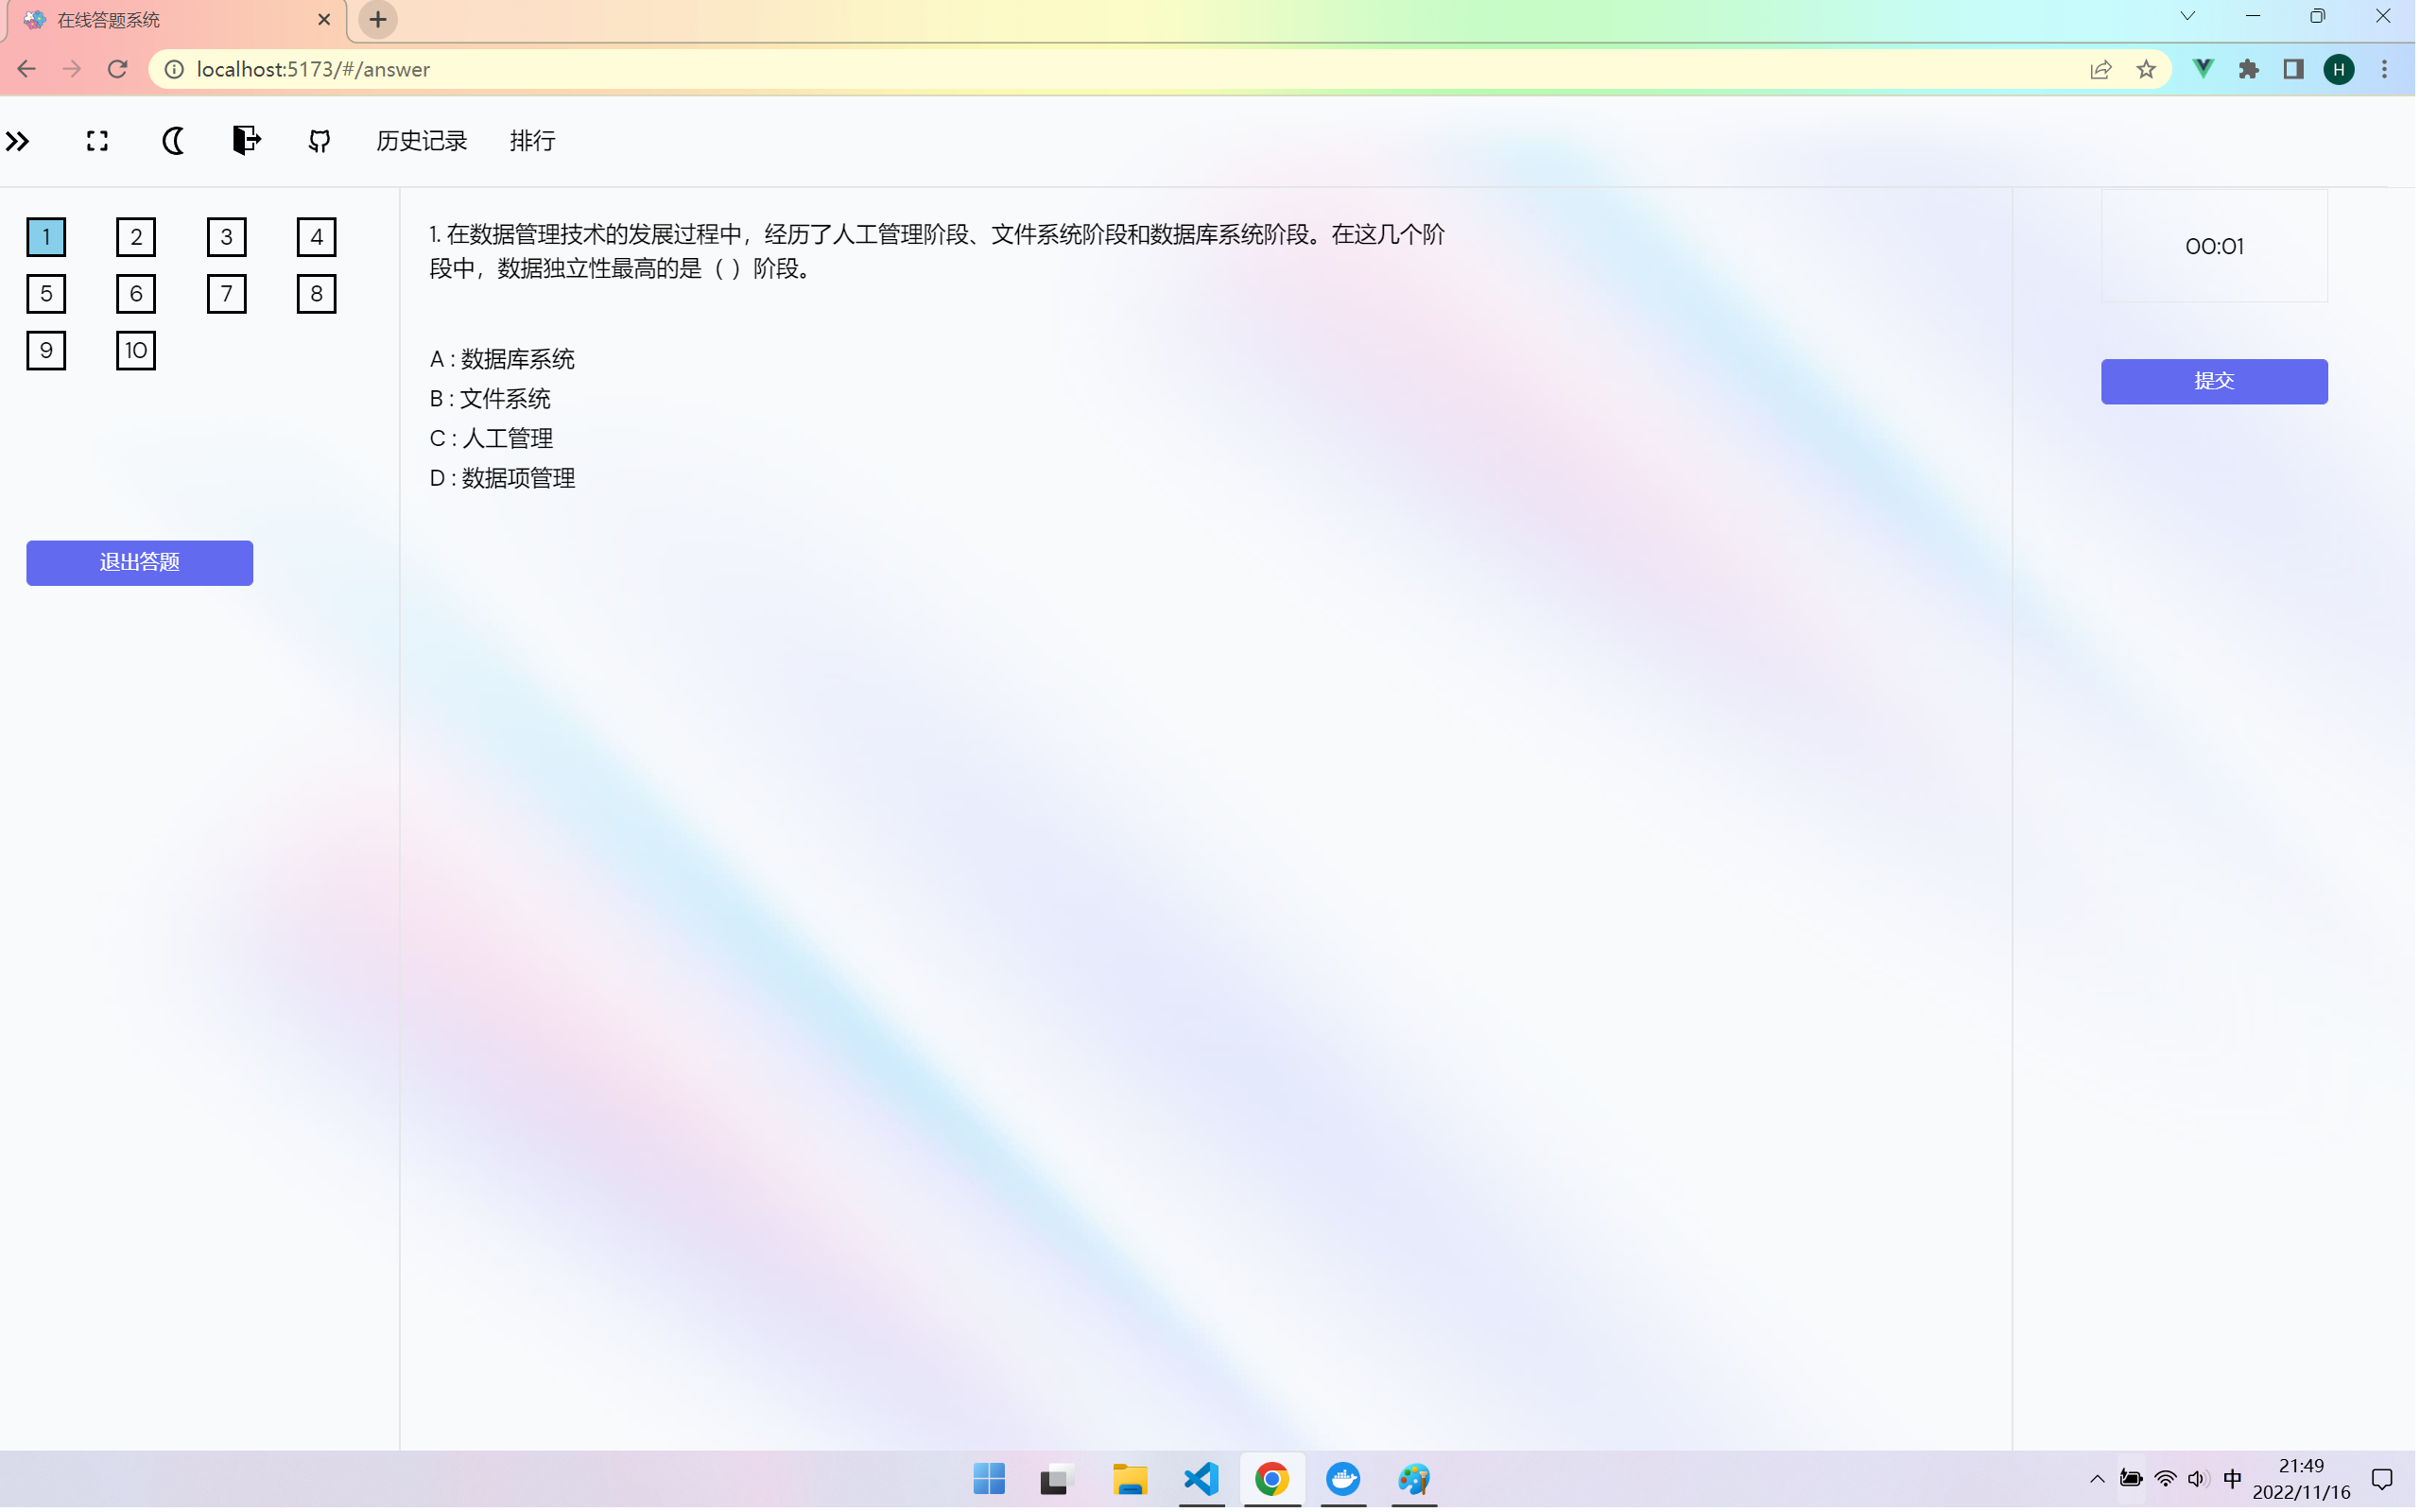 在线答题系统
localhost:5173/#/answer
H
历史记录 排行
1 2 3 4
5 6 7 8
9 10
退出答题
1. 在数据管理技术的发展过程中，经历了人工管理阶段、文件系统阶段和数据库系统阶段。在这几个阶
段中，数据独立性最高的是（ ）阶段。
A : 数据库系统
B : 文件系统
C : 人工管理
D : 数据项管理
00:01
提交
中
21:49
2022/11/16